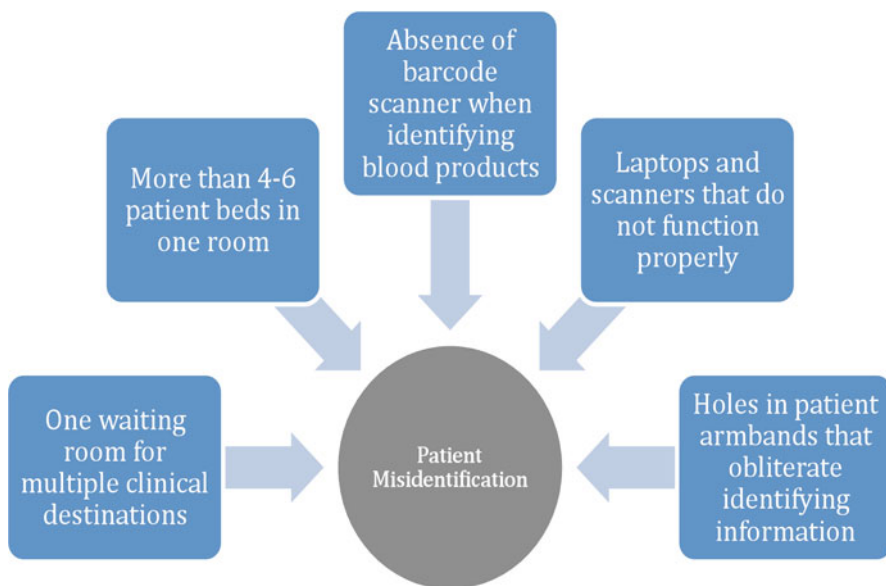 One waiting
room for
multiple clinical
destinations
More than 4-6
patient beds in
one room
Absence of
barcode
scanner when
identifying
blood products
Laptops and
scanners that do
not function
properly
Holes in patient
armbands that
obliterate
identifying
information
Patient
Misidentification